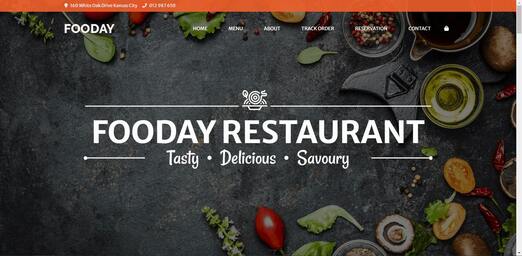 360 White Oak Drive Kansas City 012 987 650
FOODAY HOME MENU ABOUT TRACK ORDER RESERVATION CONTACT
FOODAY RESTAURANT
Tasty • Delicious • Savoury